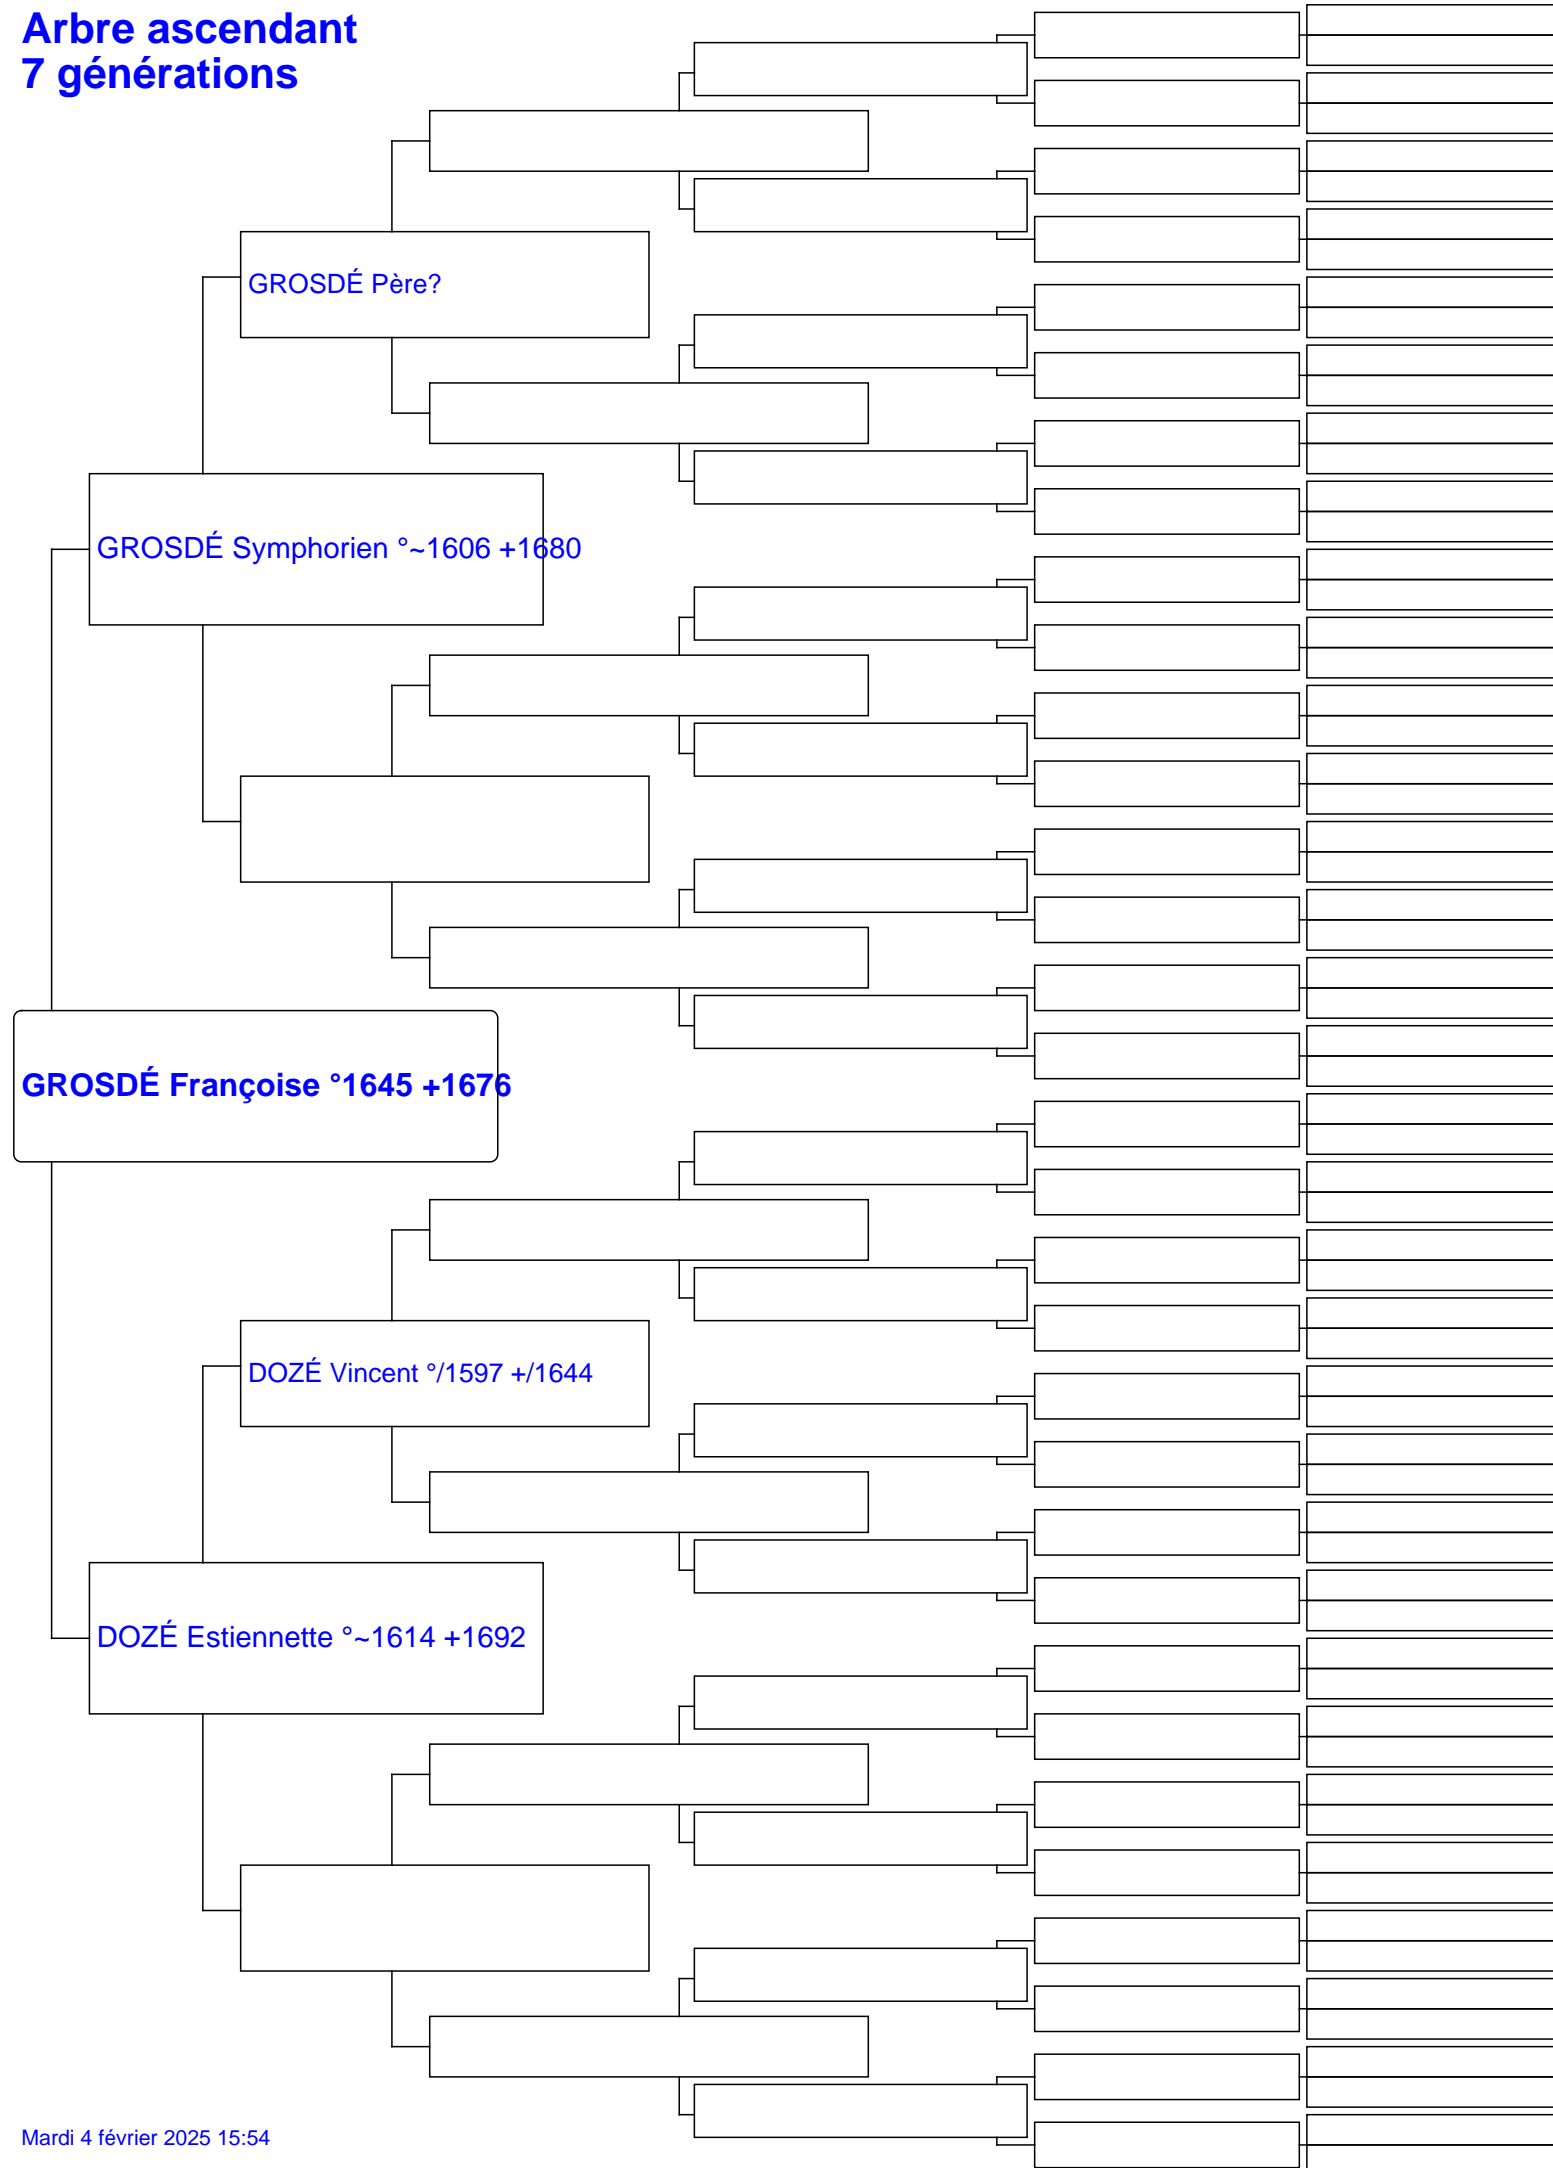 Arbre ascendant
7 générations
GROSDÉ Père?
GROSDÉ Symphorien °~1606 +1680
GROSDÉ Françoise °1645 +1676
DOZÉ Vincent °/1597 +/1644
DOZÉ Estiennette °~1614 +1692
Mardi 4 février 2025 15:54